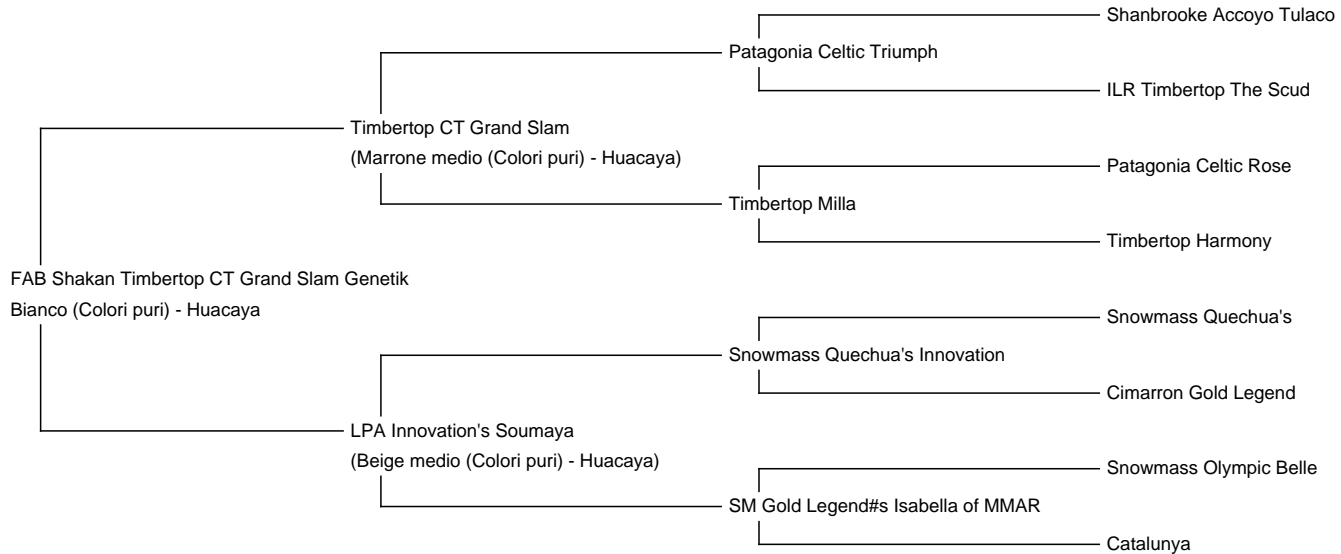 Shanbrooke Accoyo Tulaco
Patagonia Celtic Triumph
ILR Timbertop The Scud
Timbertop CT Grand Slam
(Marrone medio (Colori puri) - Huacaya)
Patagonia Celtic Rose
Timbertop Milla
Timbertop Harmony
FAB Shakan Timbertop CT Grand Slam Genetik
Bianco (Colori puri) - Huacaya
Snowmass Quechua's
Snowmass Quechua's Innovation
Cimarron Gold Legend
LPA Innovation's Soumaya
(Beige medio (Colori puri) - Huacaya)
Snowmass Olympic Belle
SM Gold Legend#s Isabella of MMAR
Catalunya